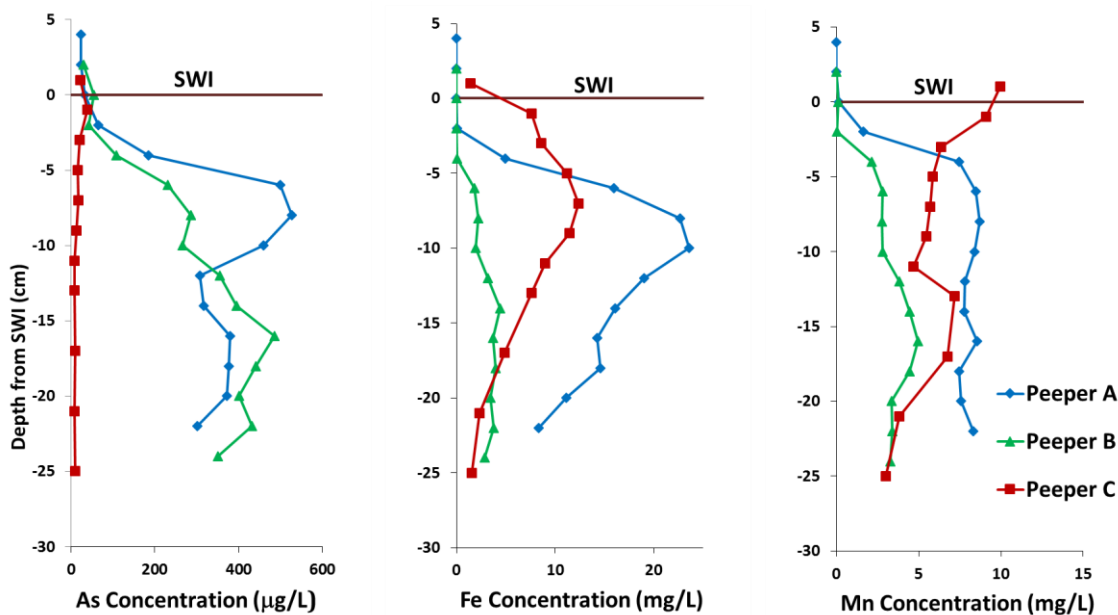 5
0
-5
-10
-15
-20
-25
-30
Depth from SWI (cm)
SWI
0 200 400 600
As Concentration (µg/L)
5
0
-5
-10
-15
-20
-25
-30
SWI
0 10 20
Fe Concentration (mg/L)
5
0
-5
-10
-15
-20
-25
-30
SWI
Peeper A
Peeper B
Peeper C
0 5 10 15
Mn Concentration (mg/L)